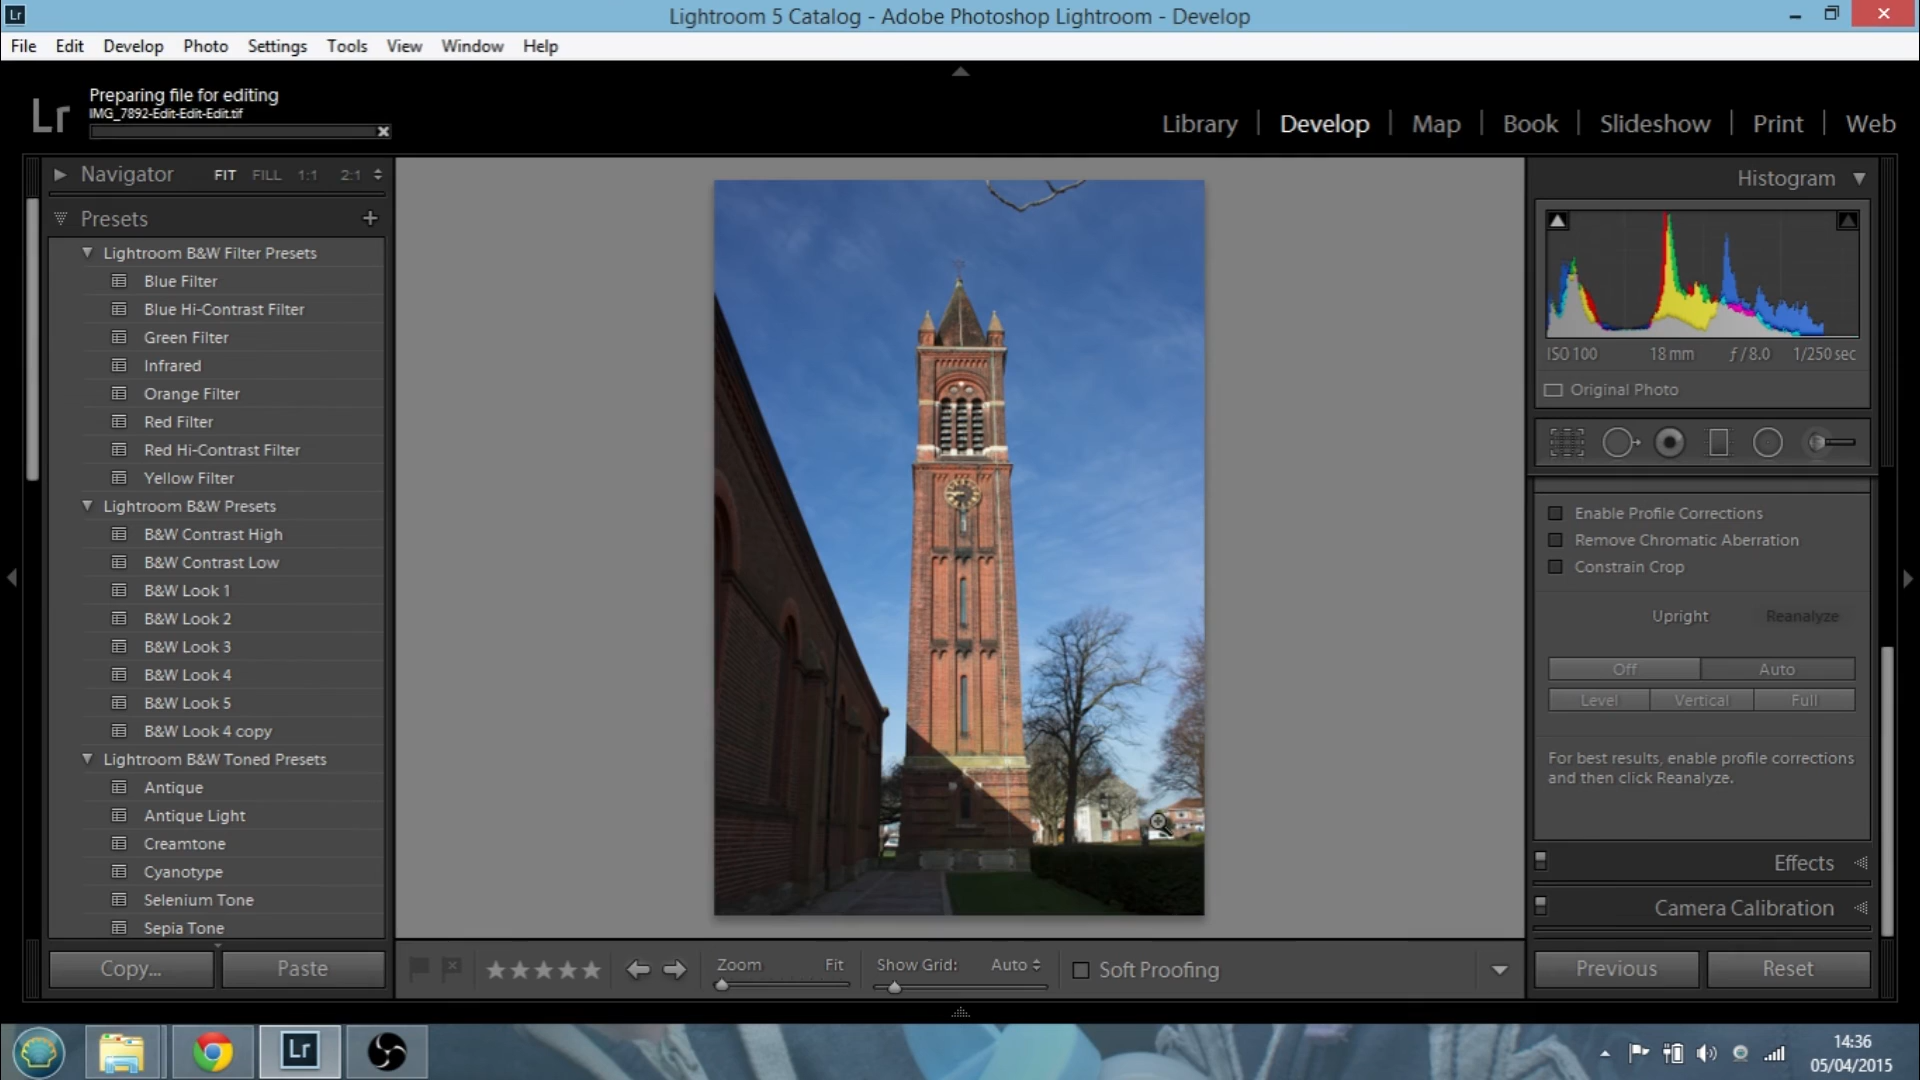 Lr
Lightroom 5 Catalog - Adobe Photoshop Lightroom - Develop
File Edit Develop Photo Settings Tools View Window Help
Lr
Preparing file for editing
IMG_7892-Edit-Edit-Edit.tif
Library | Develop | Map | Book | Slideshow | Print | Web
Navigator FIT FILL 1:1 2:1
Presets +
Lightroom B&W Filter Presets
Blue Filter
Blue Hi-Contrast Filter
Green Filter
Infrared
Orange Filter
Red Filter
Red Hi-Contrast Filter
Yellow Filter
Lightroom B&W Presets
B&W Contrast High
B&W Contrast Low
B&W Look 1
B&W Look 2
B&W Look 3
B&W Look 4
B&W Look 5
B&W Look 4 copy
Lightroom B&W Toned Presets
Antique
Antique Light
Creamtone
Cyanotype
Selenium Tone
Sepia Tone
Copy... Paste
Zoom Fit Show Grid: Auto Soft Proofing
Histogram
ISO 100 18 mm ƒ / 8.0 1/250 sec
Original Photo
Enable Profile Corrections
Remove Chromatic Aberration
Constrain Crop
Upright Reanalyze
Off Auto
Level Vertical Full
For best results, enable profile corrections
and then click Reanalyze.
Effects
Camera Calibration
Previous Reset
Lr
14:36
05/04/2015